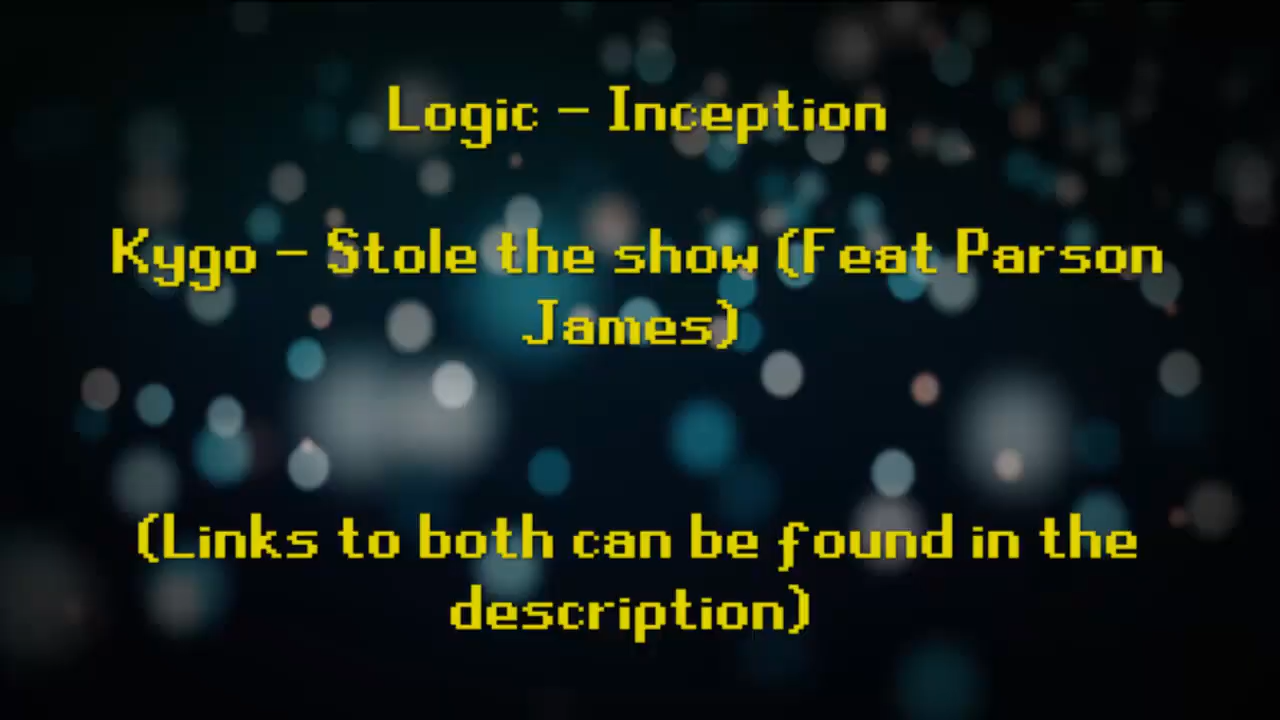 Logic - Inception
Kygo - Stole the show (Feat Parson
James)
(Links to both can be found in the
description)